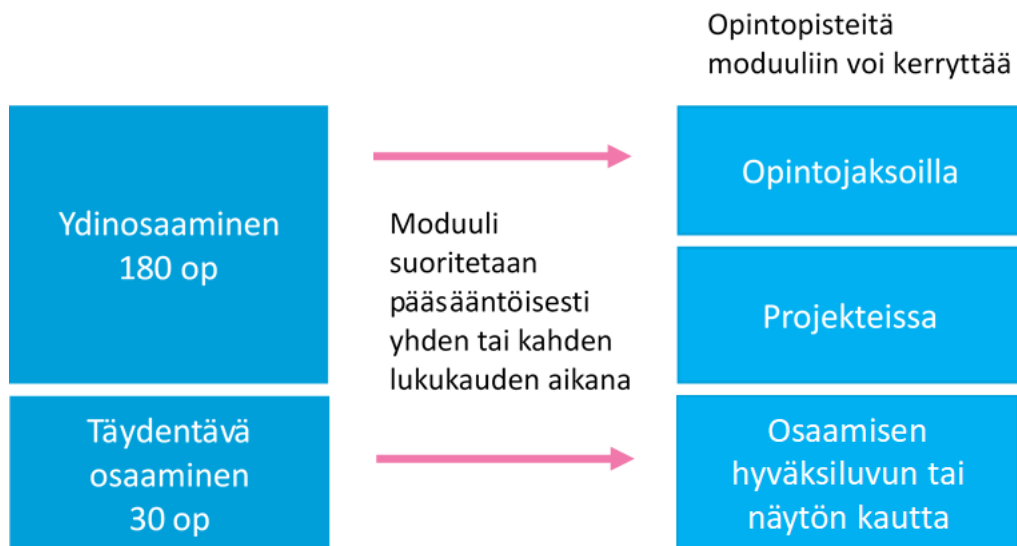 Opintopisteitä
moduuliin voi kerryttää
Ydinosaaminen
180 op
Täydentävä
osaaminen
30 op
Moduuli
suoritetaan
pääsääntöisesti
yhden tai kahden
lukukauden aikana
Opintojaksoilla
Projekteissa
Osaamisen
hyväksiluvun tai
näytön kautta